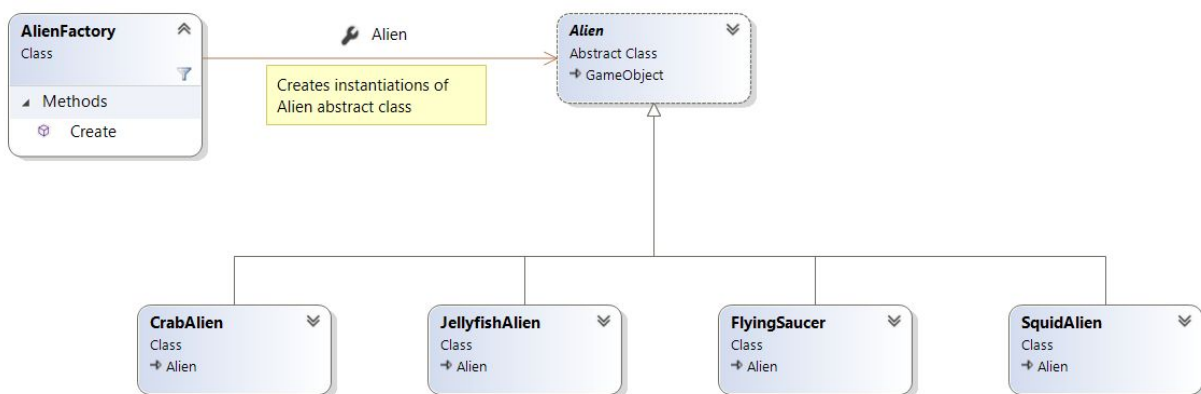 AlienFactory
Class
Methods
Create
Alien
Creates instantiations of
Alien abstract class
Alien
Abstract Class
GameObject
CrabAlien
Class
Alien
JellyfishAlien
Class
Alien
FlyingSaucer
Class
Alien
SquidAlien
Class
Alien